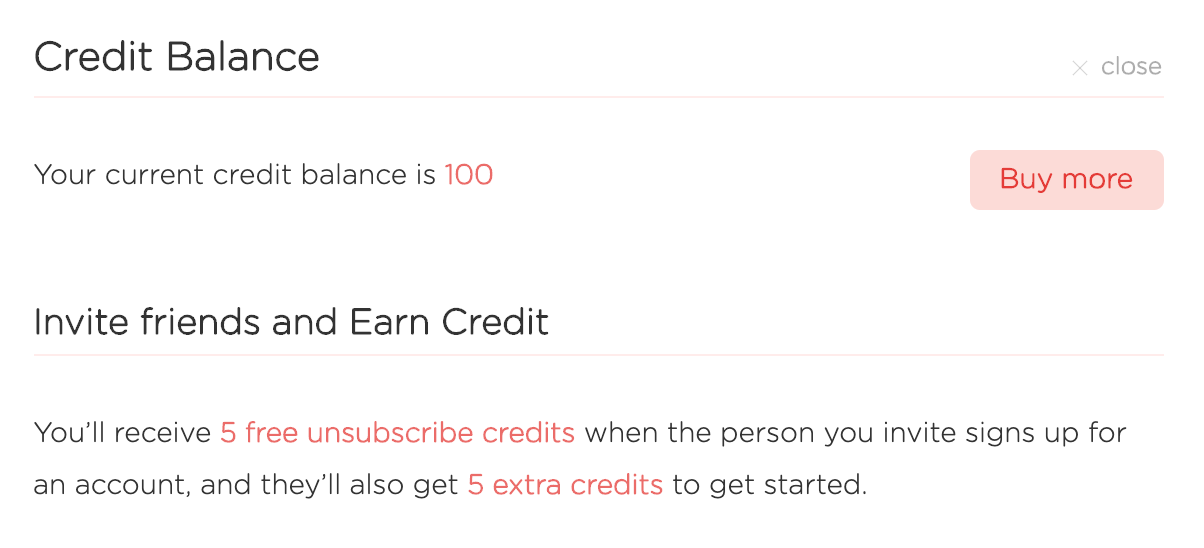 Credit Balance
× close
Your current credit balance is 100
Buy more
Invite friends and Earn Credit
You’ll receive 5 free unsubscribe credits when the person you invite signs up for
an account, and they’ll also get 5 extra credits to get started.